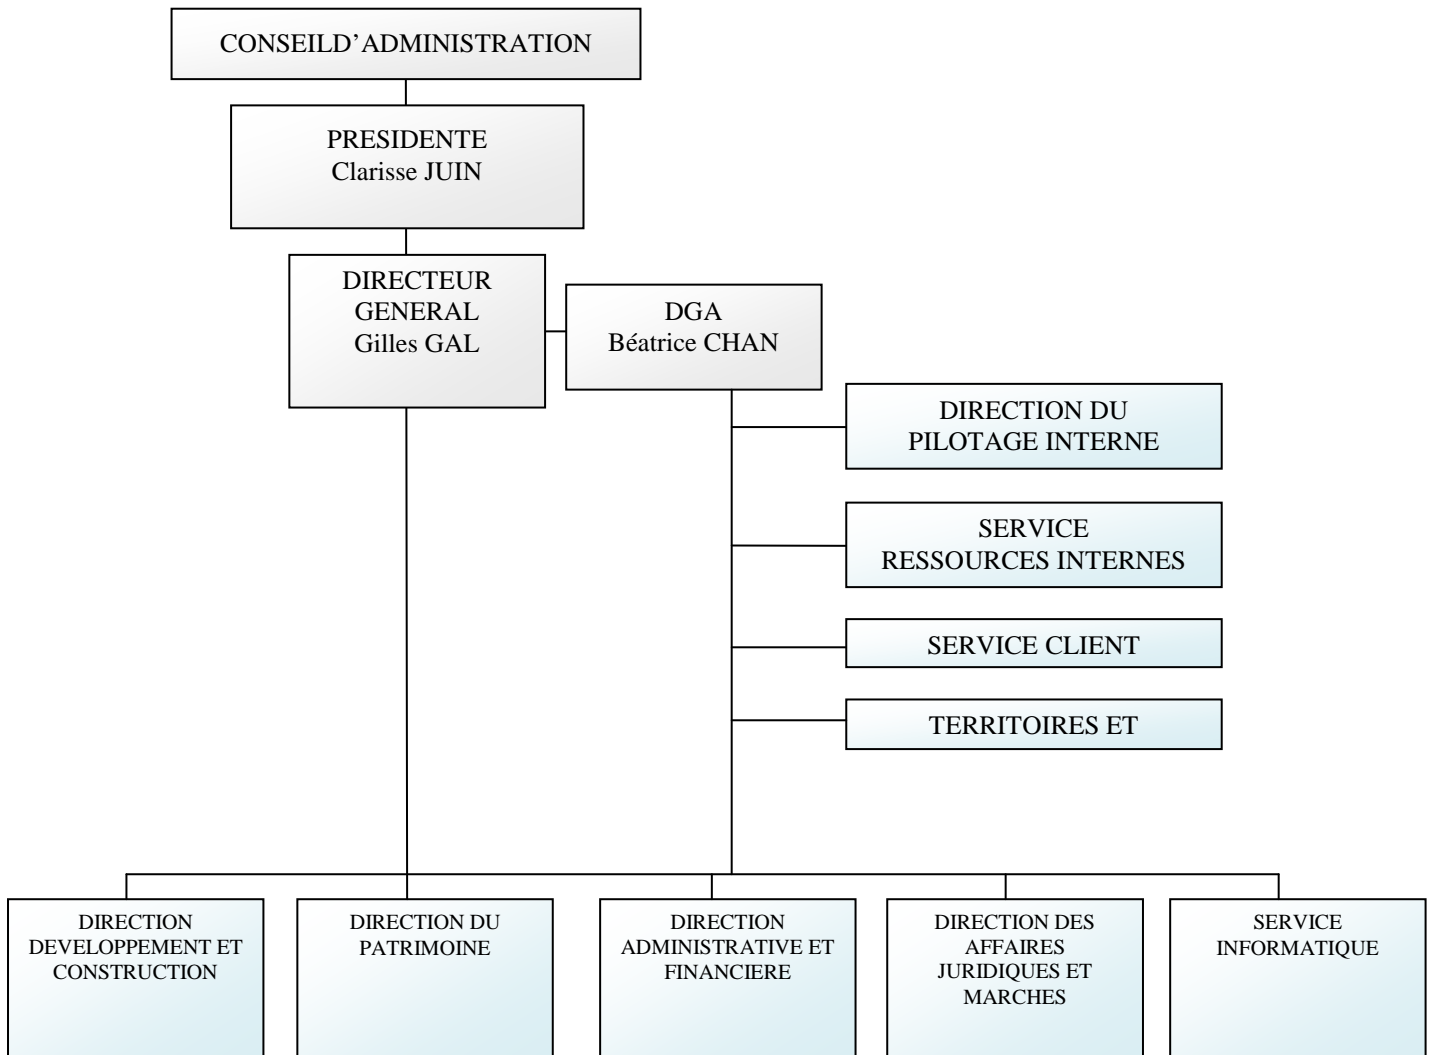 CONSEILD’ADMINISTRATION
PRESIDENTE
Clarisse JUIN
DIRECTEUR
GENERAL
Gilles GAL
DGA
Béatrice CHAN
DIRECTION DU
PILOTAGE INTERNE
SERVICE
RESSOURCES INTERNES
SERVICE CLIENT
TERRITOIRES ET
DIRECTION
DEVELOPPEMENT ET
CONSTRUCTION
DIRECTION DU
PATRIMOINE
DIRECTION
ADMINISTRATIVE ET
FINANCIERE
DIRECTION DES
AFFAIRES
JURIDIQUES ET
MARCHES
SERVICE
INFORMATIQUE